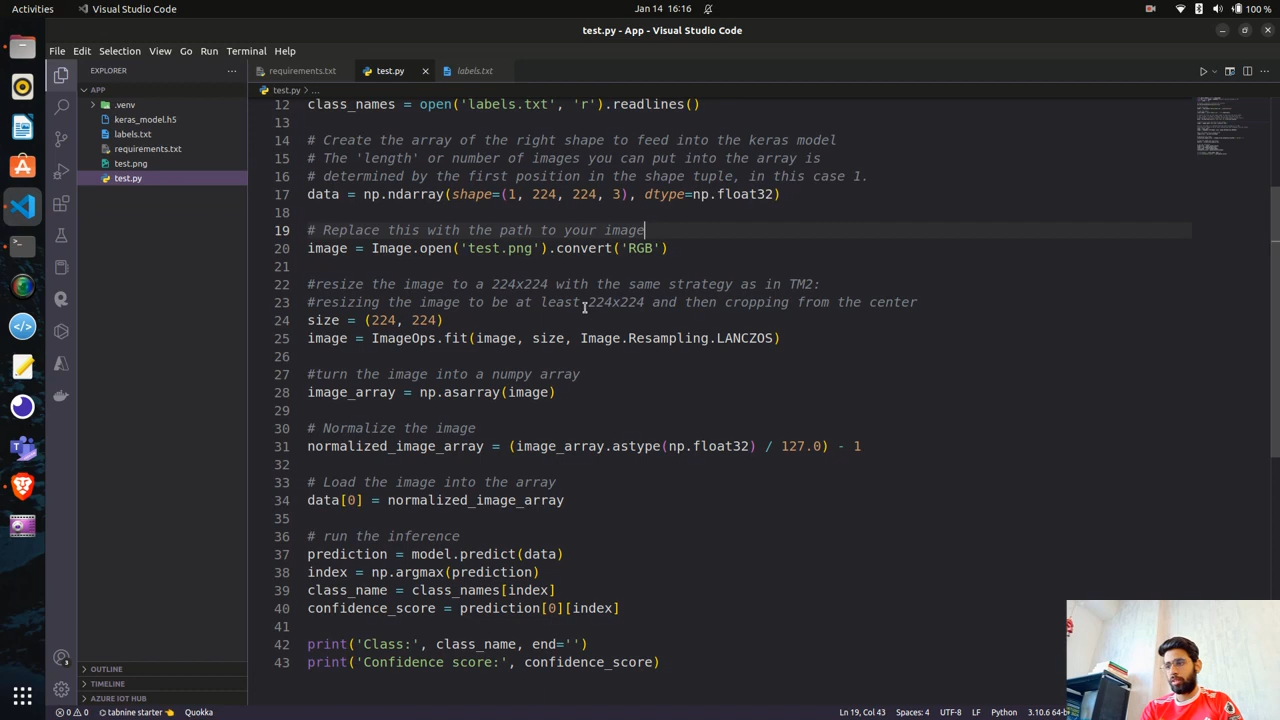 Activities
Visual Studio Code
Jan 14 16:16
100 %
test.py - App - Visual Studio Code
File Edit Selection View Go Run Terminal Help
EXPLORER
requirements.txt
test.py
labels.txt
test.py > ...
APP
.venv
keras_model.h5
labels.txt
requirements.txt
test.png
test.py
12 class_names = open('labels.txt', 'r').readlines()
13
14 # Create the array of the right shape to feed into the keras model
15 # The 'length' or number of images you can put into the array is
16 # determined by the first position in the shape tuple, in this case 1.
17 data = np.ndarray(shape=(1, 224, 224, 3), dtype=np.float32)
18
19 # Replace this with the path to your image
20 image = Image.open('test.png').convert('RGB')
21
22 #resize the image to a 224x224 with the same strategy as in TM2:
23 #resizing the image to be at least 224x224 and then cropping from the center
24 size = (224, 224)
25 image = ImageOps.fit(image, size, Image.Resampling.LANCZOS)
26
27 #turn the image into a numpy array
28 image_array = np.asarray(image)
29
30 # Normalize the image
31 normalized_image_array = (image_array.astype(np.float32) / 127.0) - 1
32
33 # Load the image into the array
34 data[0] = normalized_image_array
35
36 # run the inference
37 prediction = model.predict(data)
38 index = np.argmax(prediction)
39 class_name = class_names[index]
40 confidence_score = prediction[0][index]
41
42 print('Class:', class_name, end='')
43 print('Confidence score:', confidence_score)
OUTLINE
TIMELINE
AZURE IOT HUB
3
0 0 tabnine starter Quokka
Ln 19, Col 43 Spaces: 4 UTF-8 LF Python 3.10.6 64-b